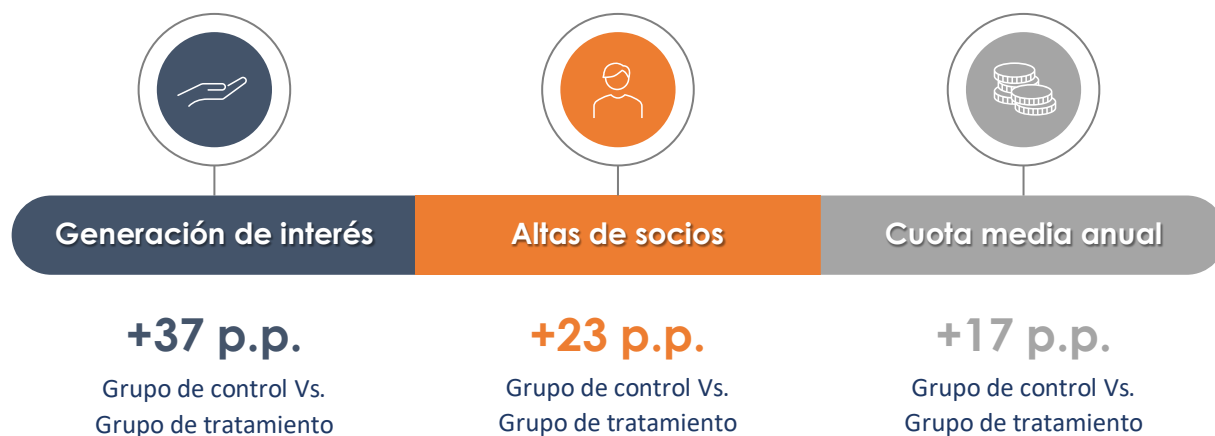 Generación de interés
Altas de socios
Cuota media anual
+37 p.p.
Grupo de control Vs.
Grupo de tratamiento
+23 p.p.
Grupo de control Vs.
Grupo de tratamiento
+17 p.p.
Grupo de control Vs.
Grupo de tratamiento